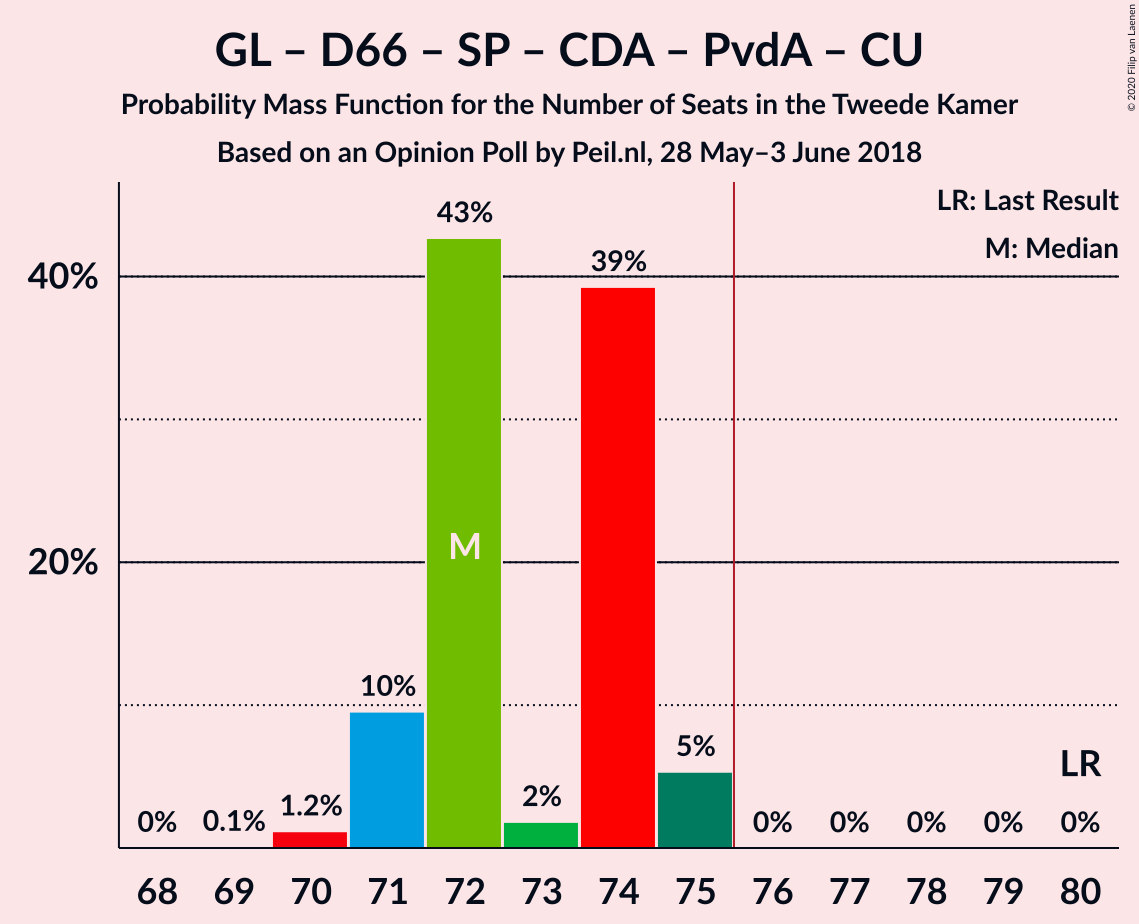 GL – D66 – SP – CDA – PvdA – CU
Probability Mass Function for the Number of Seats in the Tweede Kamer
Based on an Opinion Poll by Peil.nl, 28 May–3 June 2018
© 2020 Filip van Laenen
LR: Last Result
M: Median
43%
39%
40%
M
20%
10%
5%
LR
0% 0.1% 1.2% 2% 0% 0% 0% 0% 0%
68 69 70 71 72 73 74 75 76 77 78 79 80